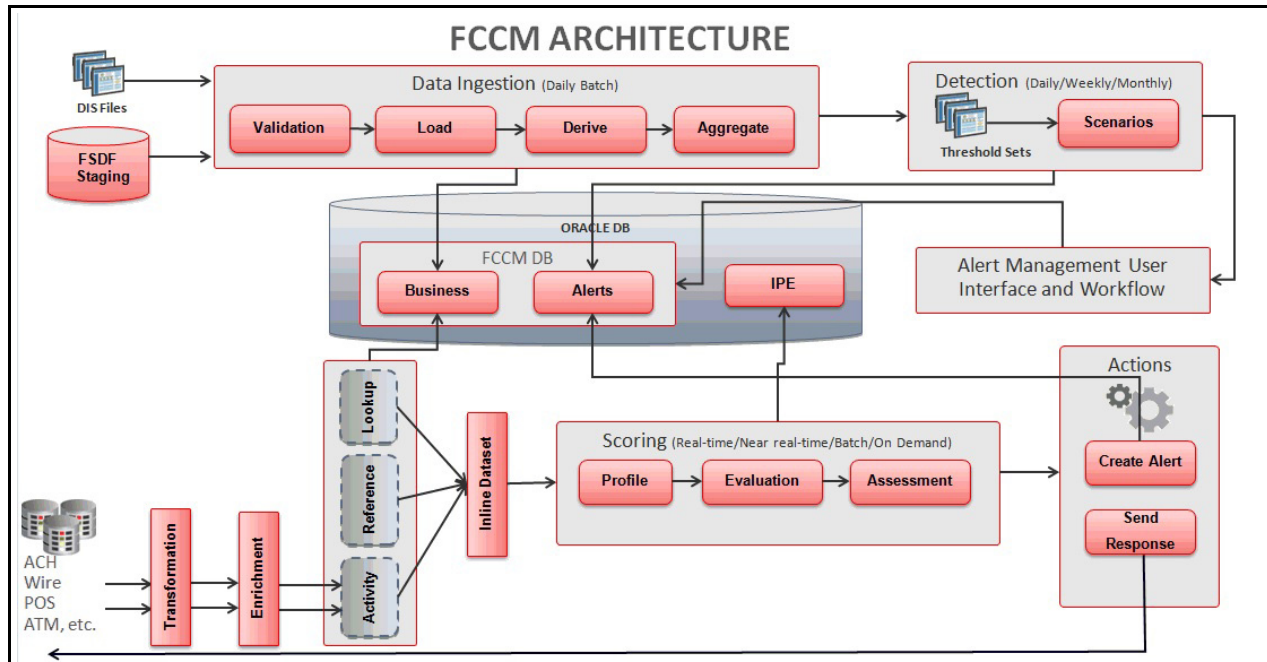 FCCM ARCHITECTURE
DIS Files
FSDF
Staging
Data Ingestion (Daily Batch)
Validation
Load
Derive
Aggregate
Detection (Daily/Weekly/Monthly)
Threshold Sets
Scenarios
ORACLE DB
FCCM DB
Business
Alerts
IPE
Alert Management User
Interface and Workflow
Lookup
Reference
Activity
Inline Dataset
Scoring (Real-time/Near real-time/Batch/On Demand)
Profile
Evaluation
Assessment
Actions
Create Alert
Send
Response
ACH
Wire
POS
ATM, etc.
Transformation
Enrichment